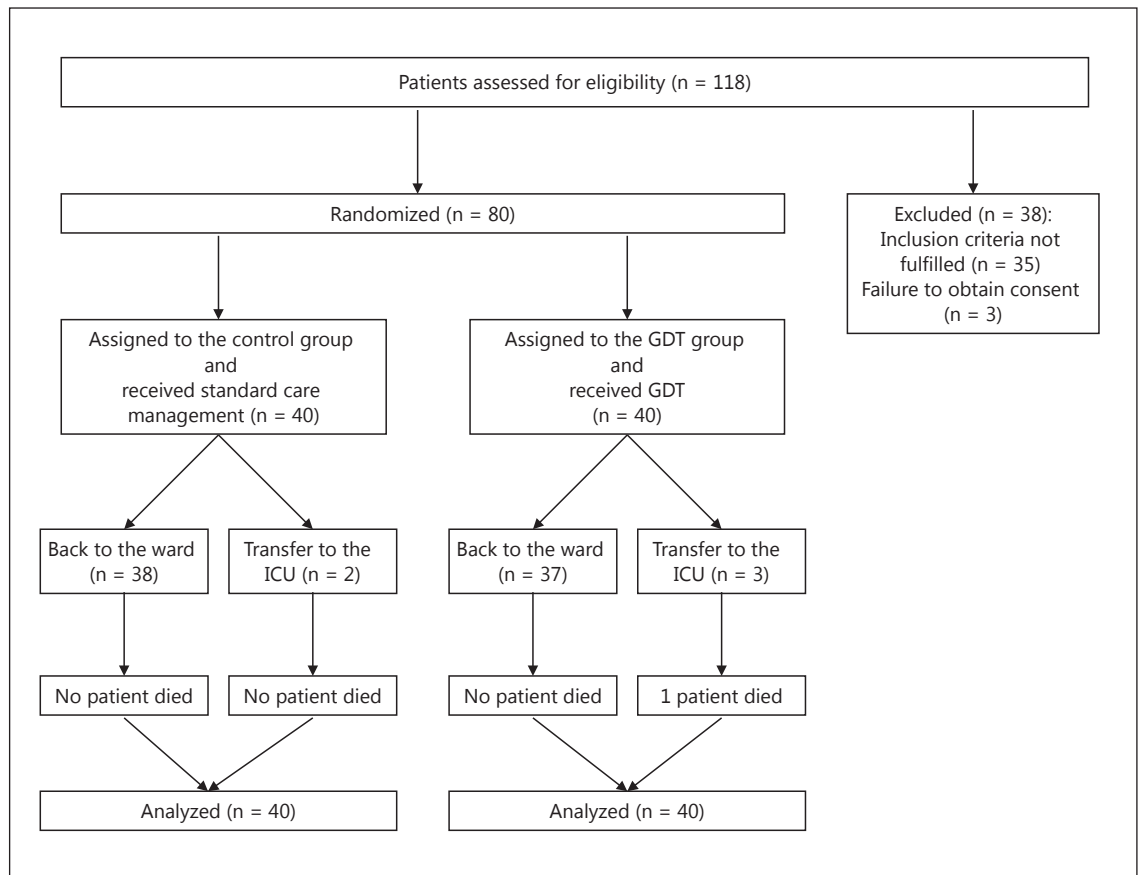 Patients assessed for eligibility (n = 118)
Randomized (n = 80)
Excluded (n = 38):
Inclusion criteria not
fulfilled (n = 35)
Failure to obtain consent
(n = 3)
Assigned to the control group
and
received standard care
management (n = 40)
Assigned to the GDT group
and
received GDT
(n = 40)
Back to the ward
(n = 38)
Transfer to the
ICU (n = 2)
Back to the ward
(n = 37)
Transfer to the
ICU (n = 3)
No patient died
No patient died
No patient died
1 patient died
Analyzed (n = 40)
Analyzed (n = 40)